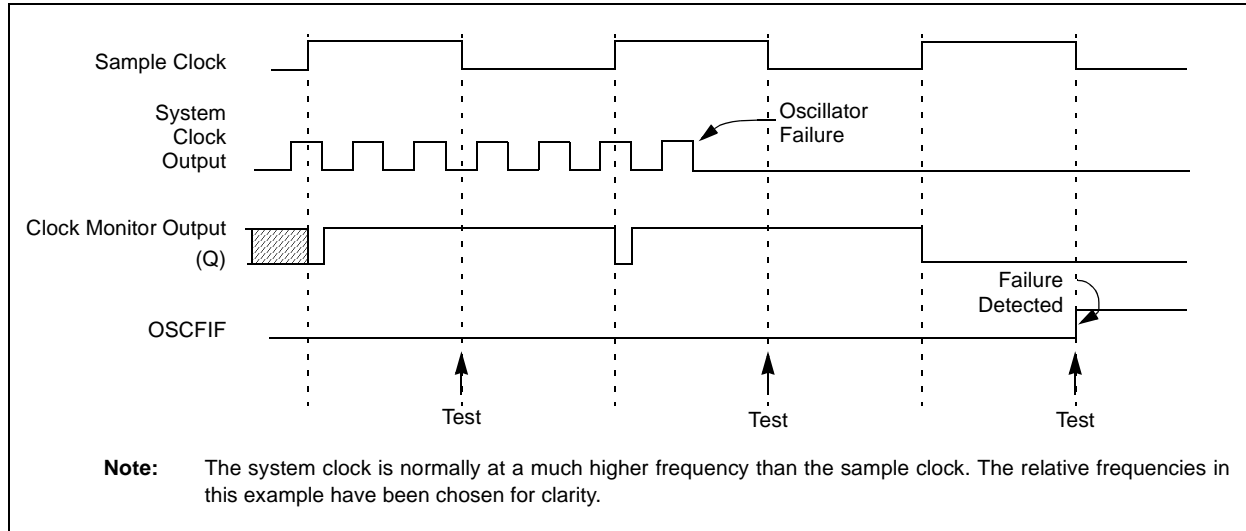 Sample Clock
System
Clock
Output
Oscillator
Failure
Clock Monitor Output
(Q)
Failure
Detected
OSCFIF
Test
Test
Test
Note: The system clock is normally at a much higher frequency than the sample clock. The relative frequencies in
this example have been chosen for clarity.